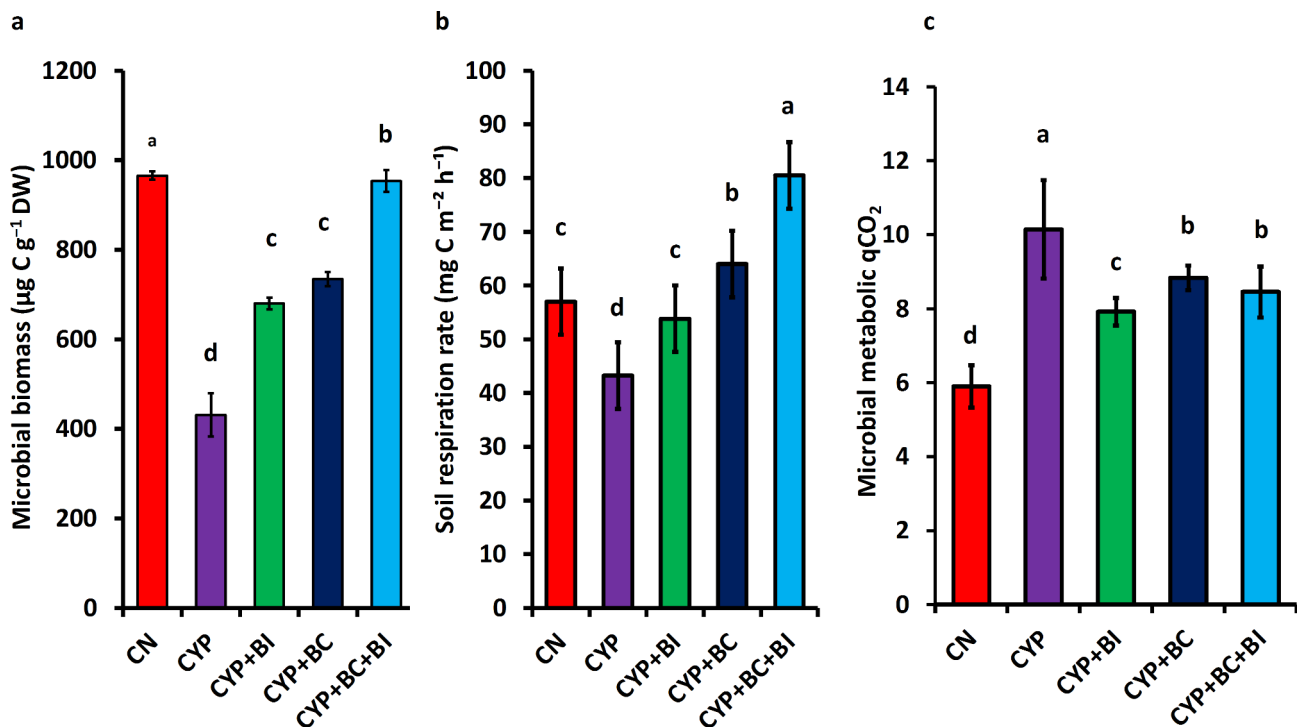 a
Microbial biomass (µg C g⁻¹ DW)
1200
1000
800
600
400
200
0
a
d
c
c
b
CN
CYP
CYP+BI
CYP+BC
CYP+BC+BI
b
Soil respiration rate (mg C m⁻² h⁻¹)
100
90
80
70
60
50
40
30
20
10
0
c
d
c
b
a
CN
CYP
CYP+BI
CYP+BC
CYP+BC+BI
c
Microbial metabolic qCO₂
14
12
10
8
6
4
2
0
d
a
c
b
b
CN
CYP
CYP+BI
CYP+BC
CYP+BC+BI